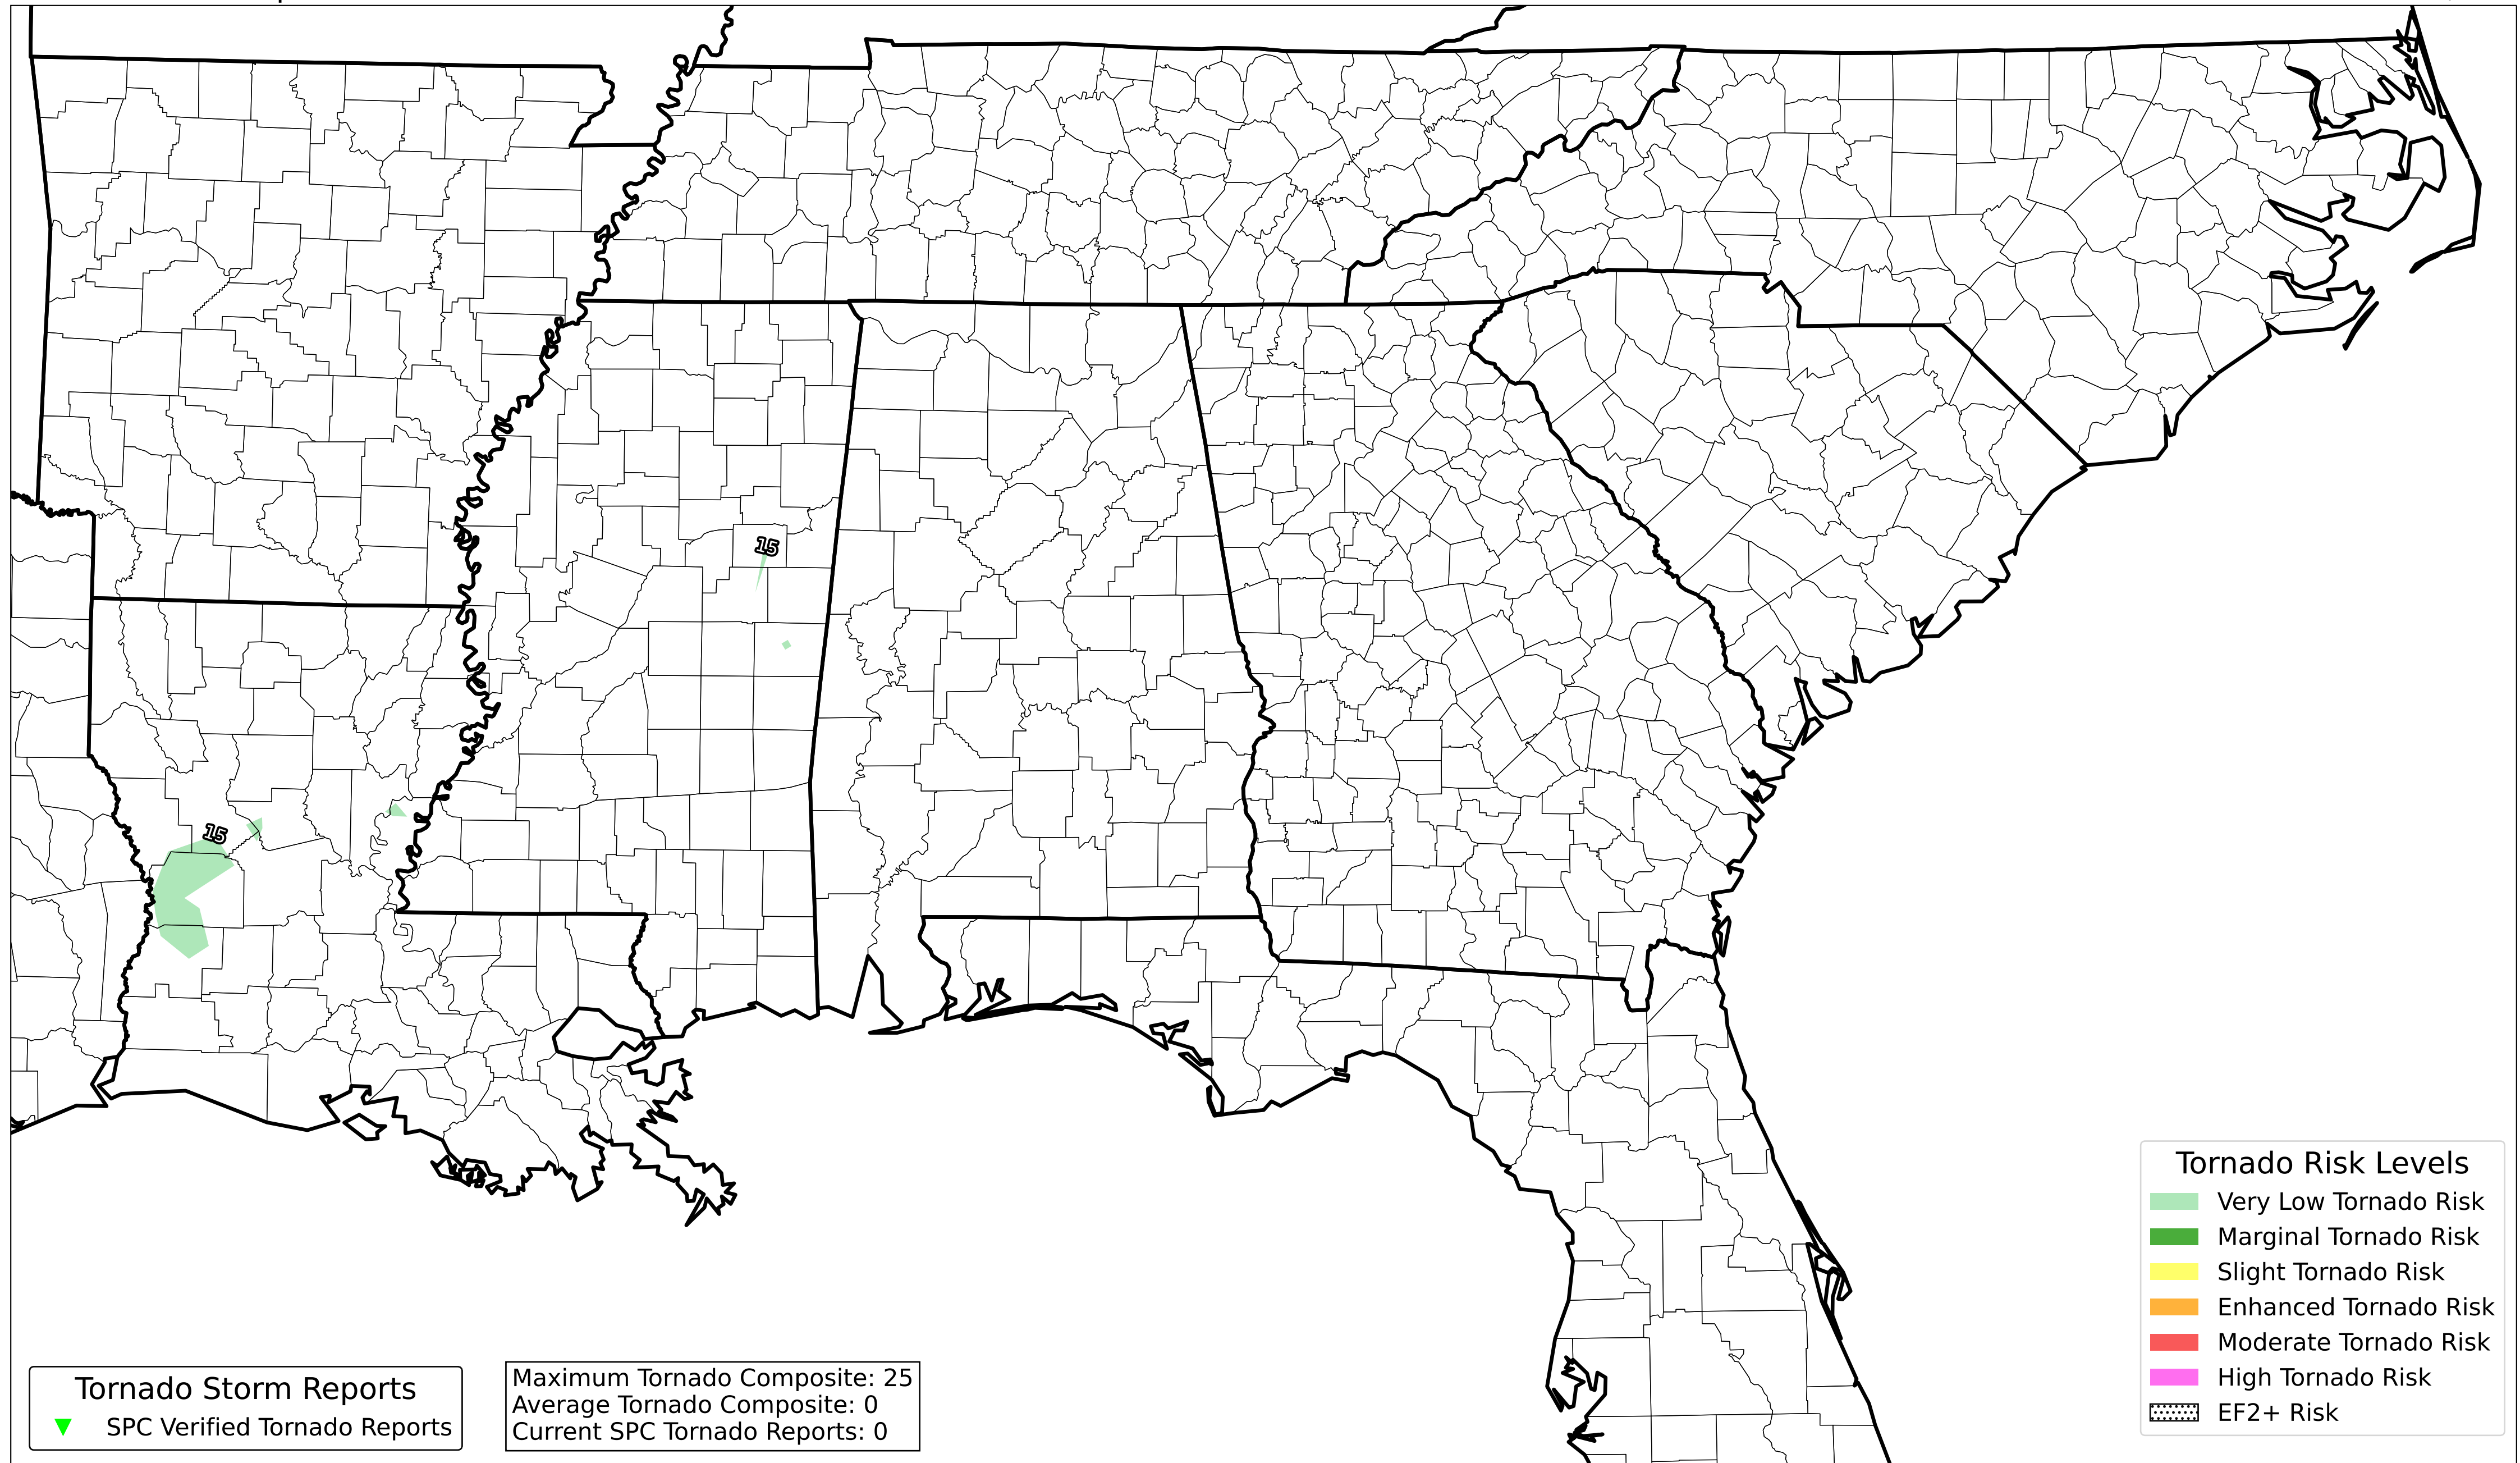 15
15
Tornado Risk Levels
Very Low Tornado Risk
Marginal Tornado Risk
Slight Tornado Risk
Enhanced Tornado Risk
Moderate Tornado Risk
High Tornado Risk
EF2+ Risk
Tornado Storm Reports
SPC Verified Tornado Reports
Maximum Tornado Composite: 25
Average Tornado Composite: 0
Current SPC Tornado Reports: 0